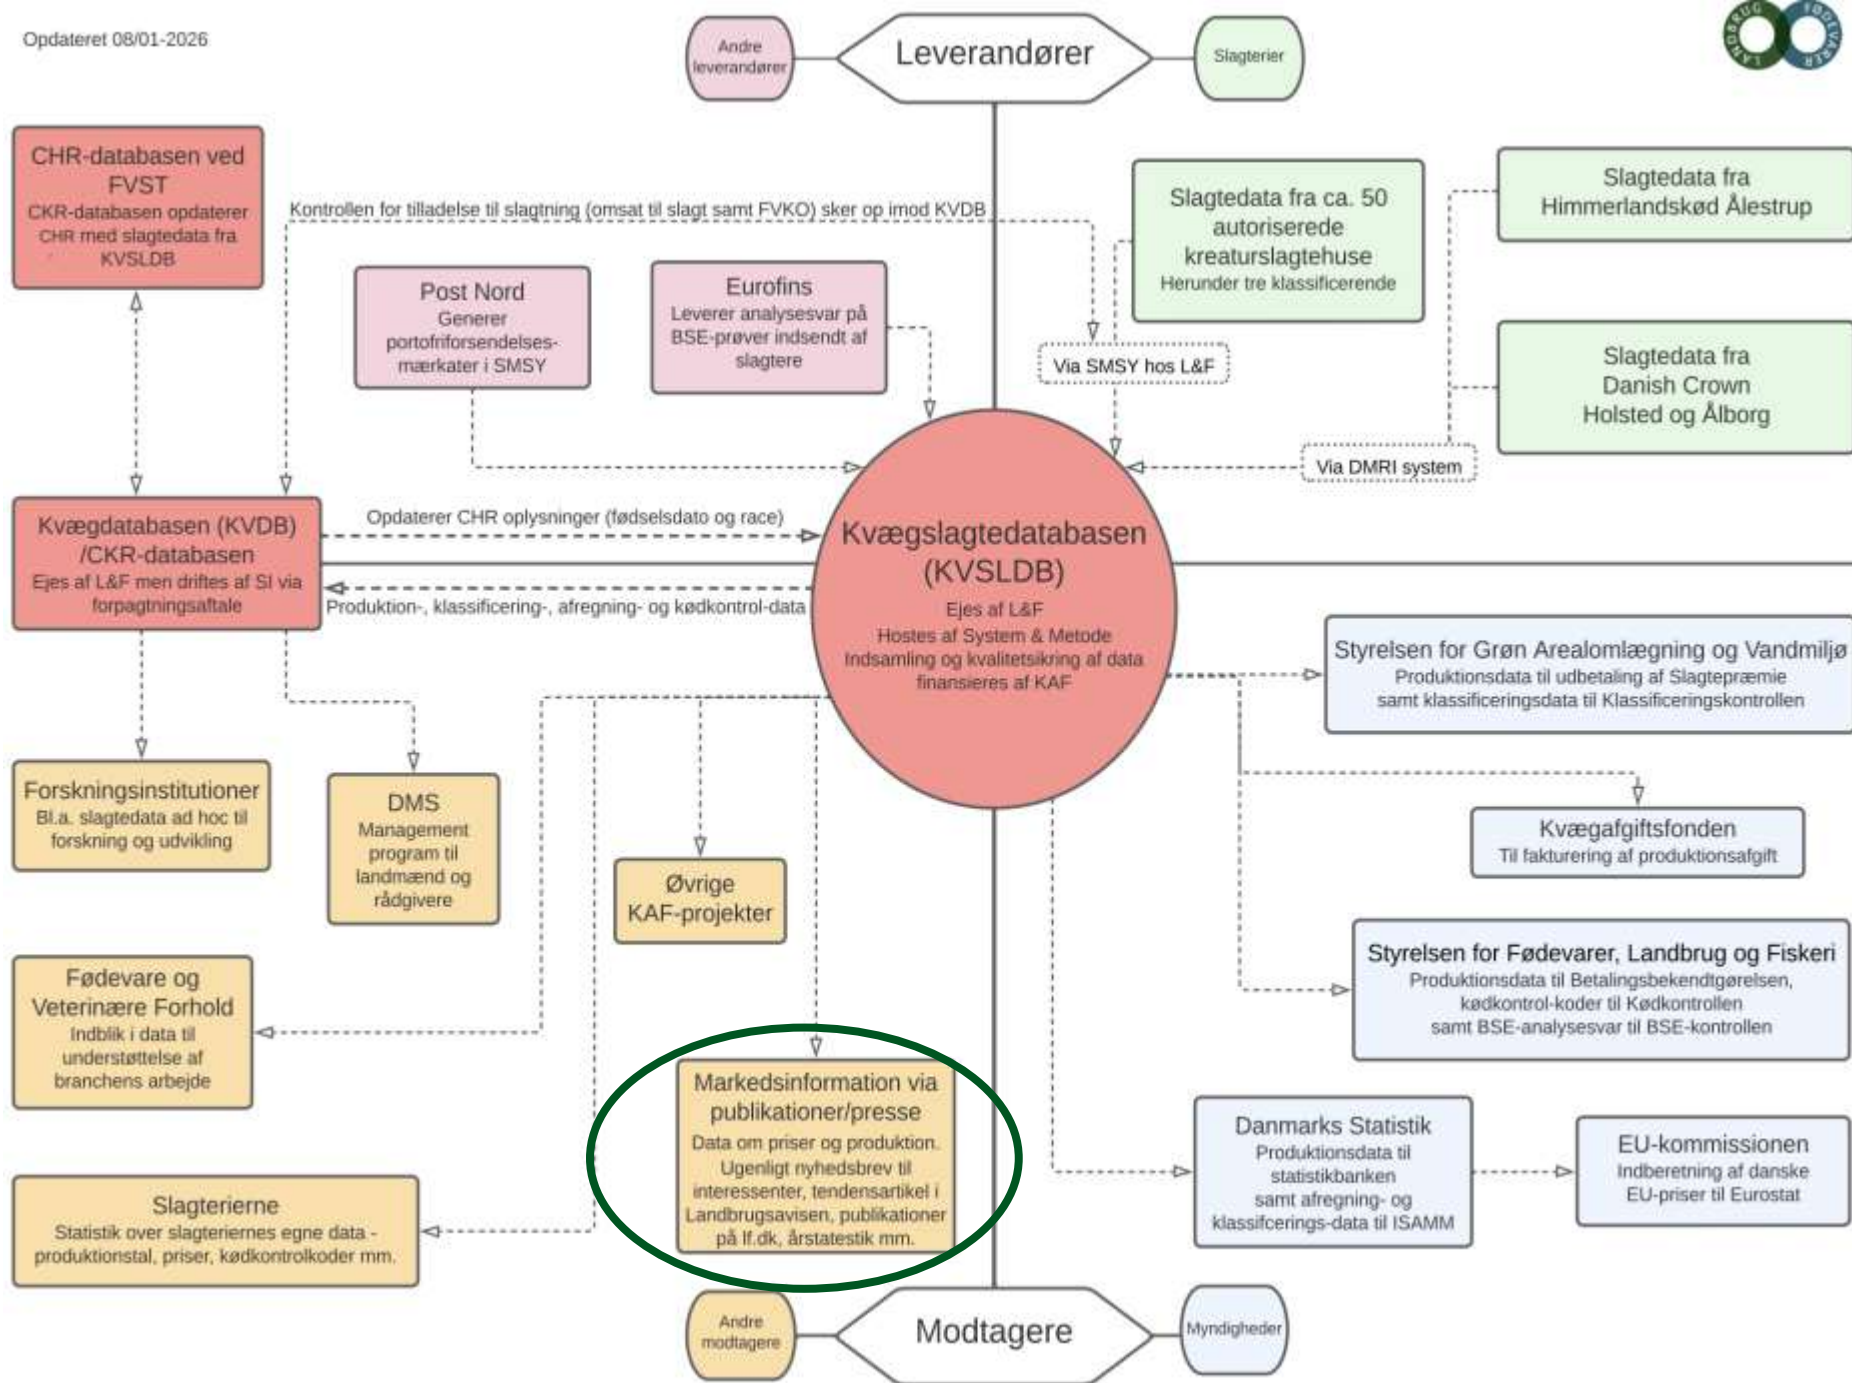 Opdateret 08/01-2026
Andre
leverandører
Leverandører
Slagterier
LANDBRUG FØDEVARER
CHR-databasen ved
FVST
CKR-databasen opdaterer
CHR med slagtedata fra
KVSLDB
Kontrollen for tilladelse til slagtning (omsat til slagt samt FVKO) sker op imod KVDB
Post Nord
Generer
portofriforsendelses-
mærkater i SMSY
Eurofins
Leverer analysesvar på
BSE-prøver indsendt af
slagtere
Slagtedata fra ca. 50
autoriserede
kreaturslagtehuse
Herunder tre klassificerende
Slagtedata fra
Himmerlandskød Ålestrup
Slagtedata fra
Danish Crown
Holsted og Ålborg
Via SMSY hos L&F
Via DMRI system
Kvægdatabasen (KVDB)
/CKR-databasen
Ejes af L&F men driftes af SI via
forpagtningsaftale
Opdaterer CHR oplysninger (fødselsdato og race)
Produktion-, klassificering-, afregning- og kødkontrol-data
Kvægslagtedatabasen
(KVSLDB)
Ejes af L&F
Hostes af System & Metode
Indsamling og kvalitetsikring af data
finansieres af KAF
Styrelsen for Grøn Arealomlægning og Vandmiljø
Produktionsdata til udbetaling af Slagtepræmie
samt klassificeringsdata til Klassificeringskontrollen
Forskningsinstitutioner
Bl.a. slagtedata ad hoc til
forskning og udvikling
DMS
Management
program til
landmænd og
rådgivere
Øvrige
KAF-projekter
Kvægafgiftsfonden
Til fakturering af produktionsafgift
Fødevare og
Veterinære Forhold
Indblik i data til
understøttelse af
branchens arbejde
Styrelsen for Fødevarer, Landbrug og Fiskeri
Produktionsdata til Betalingsbekendtgørelsen,
kødkontrol-koder til Kødkontrollen
samt BSE-analysesvar til BSE-kontrollen
Markedsinformation via
publikationer/presse
Data om priser og produktion.
Ugenligt nyhedsbrev til
interessenter, tendensartikel i
Landbrugsavisen, publikationer
på lf.dk, årstatestik mm.
Danmarks Statistik
Produktionsdata til
statistikbanken
samt afregning- og
klassifcerings-data til ISAMM
EU-kommissionen
Indberetning af danske
EU-priser til Eurostat
Slagterierne
Statistik over slagteriernes egne data -
produktionstal, priser, kødkontrolkoder mm.
Andre
modtagere
Modtagere
Myndigheder